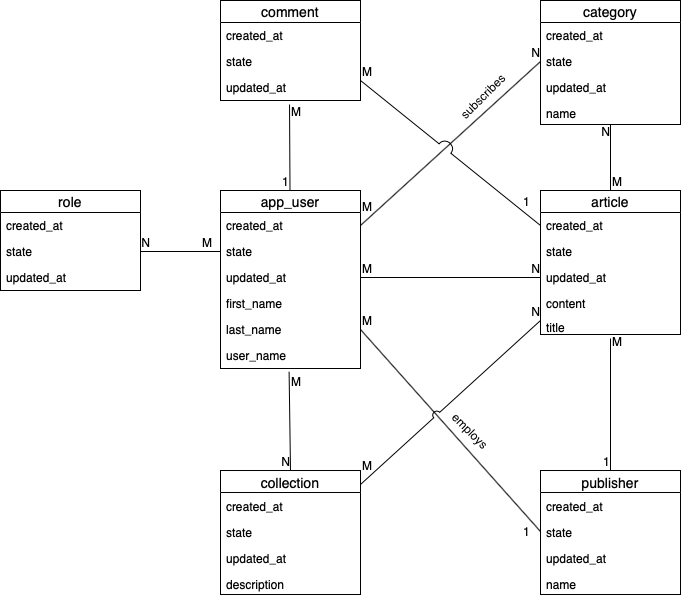 comment
created_at
state
updated_at
category
created_at
state
updated_at
name
M
N
subscribes
M
N
1
M
1
M
role
created_at
state
updated_at
N
M
app_user
created_at
state
updated_at
first_name
last_name
user_name
M
M
N
M
N
article
created_at
state
updated_at
content
title
M
M
employs
N
M
1
1
collection
created_at
state
updated_at
description
publisher
created_at
state
updated_at
name